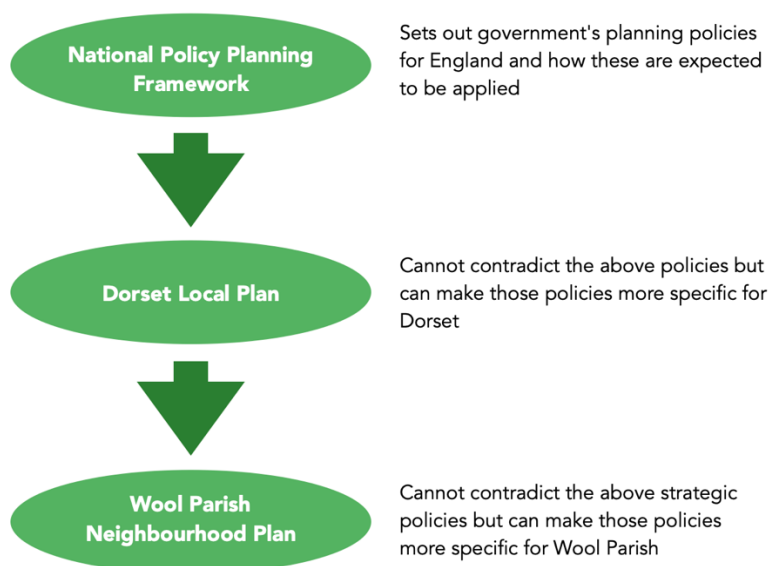 National Policy Planning
Framework
Sets out government's planning policies
for England and how these are expected
to be applied
Dorset Local Plan
Cannot contradict the above policies but
can make those policies more specific for
Dorset
Wool Parish
Neighbourhood Plan
Cannot contradict the above strategic
policies but can make those policies
more specific for Wool Parish